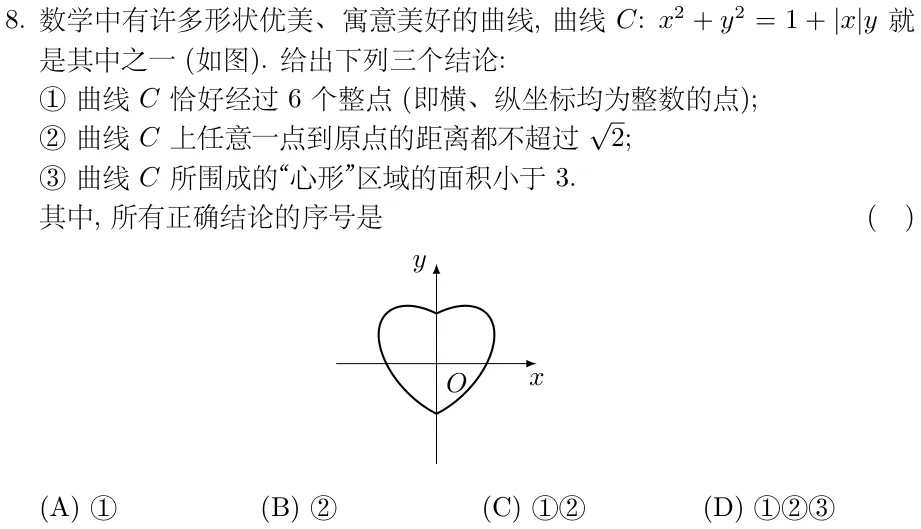 8. 数学中有许多形状优美、寓意美好的曲线, 曲线 C: x² + y² = 1 + |x|y 就
是其中之一 (如图). 给出下列三个结论:
① 曲线 C 恰好经过 6 个整点 (即横、纵坐标均为整数的点);
② 曲线 C 上任意一点到原点的距离都不超过 √2;
③ 曲线 C 所围成的“心形”区域的面积小于 3.
其中, 所有正确结论的序号是 ( )
y
O
x
(A) ① (B) ② (C) ①② (D) ①②③